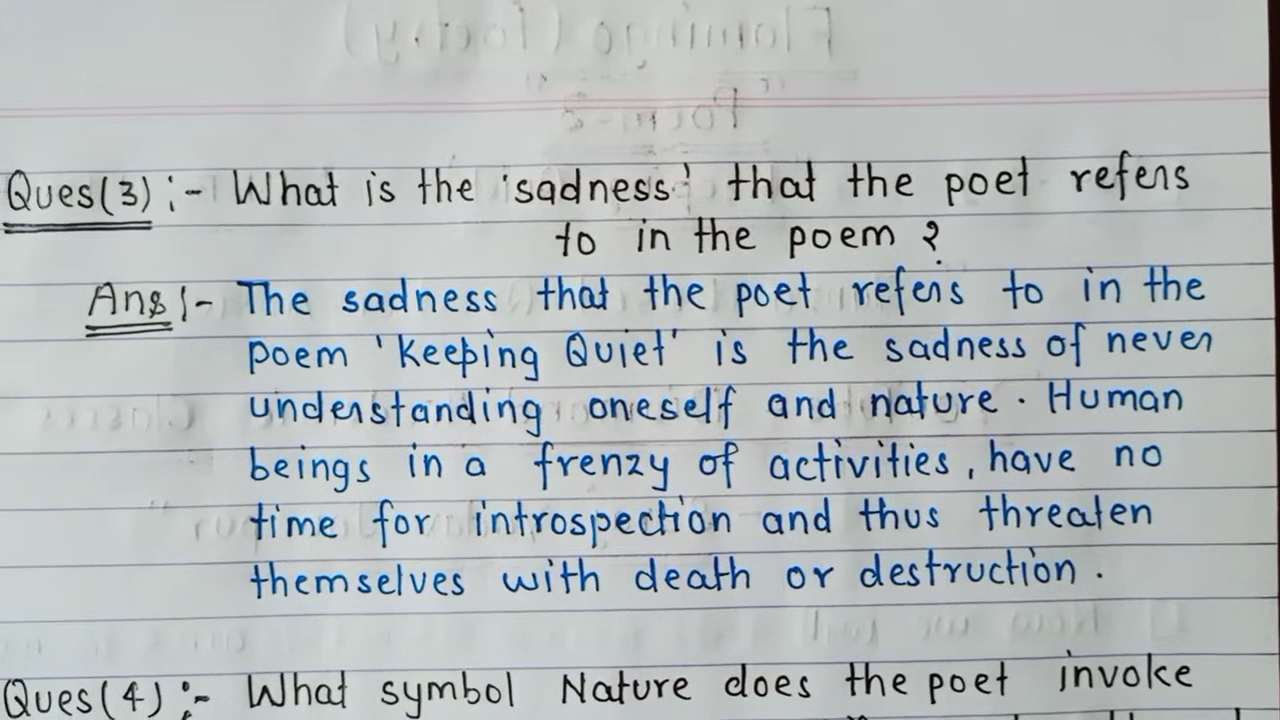 Ques(3) :- What is the 'sadness' that the poet refers
to in the poem ?
Ans :- The sadness that the poet refers to in the
poem 'Keeping Quiet' is the sadness of never
understanding oneself and nature. Human
beings in a frenzy of activities, have no
time for introspection and thus threaten
themselves with death or destruction.
Ques(4) :- What symbol Nature does the poet invoke